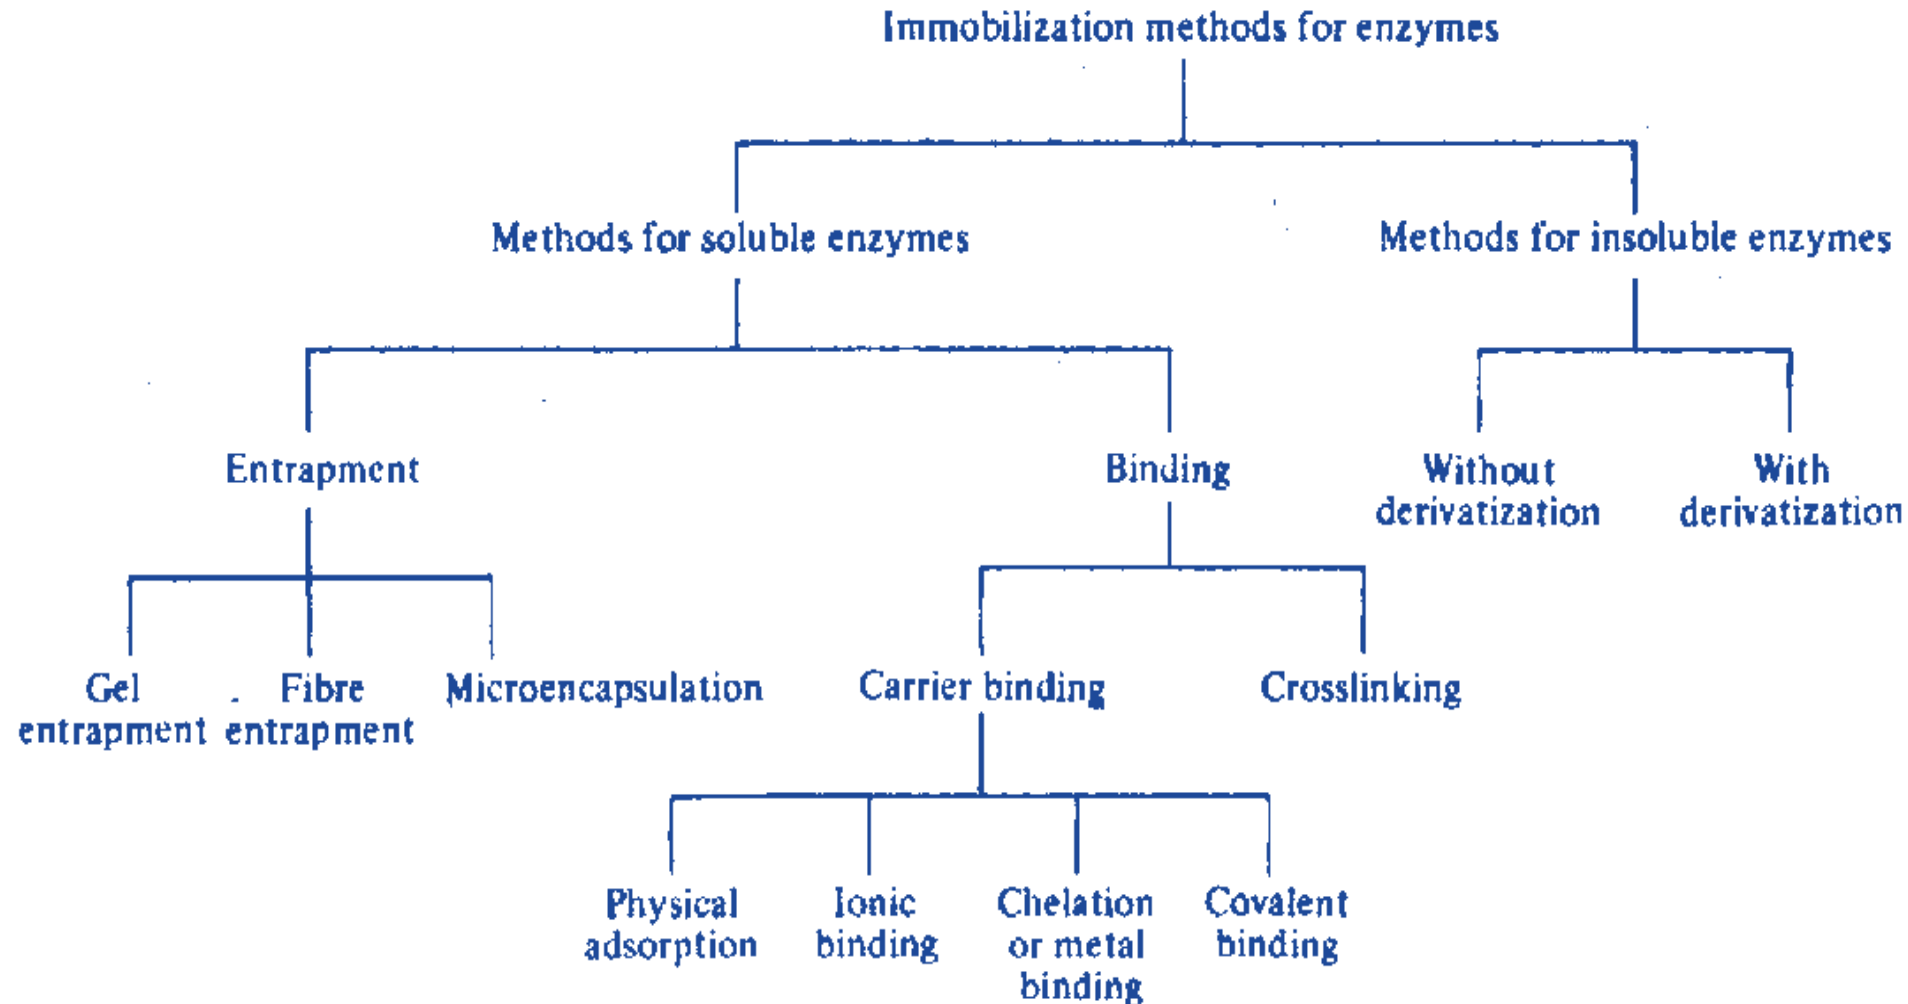 Immobilization methods for enzymes
Methods for soluble enzymes
Methods for insoluble enzymes
Entrapment
Binding
Without
derivatization
With
derivatization
Gel
entrapment
Fibre
entrapment
Microencapsulation
Carrier binding
Crosslinking
Physical
adsorption
Ionic
binding
Chelation
or metal
binding
Covalent
binding